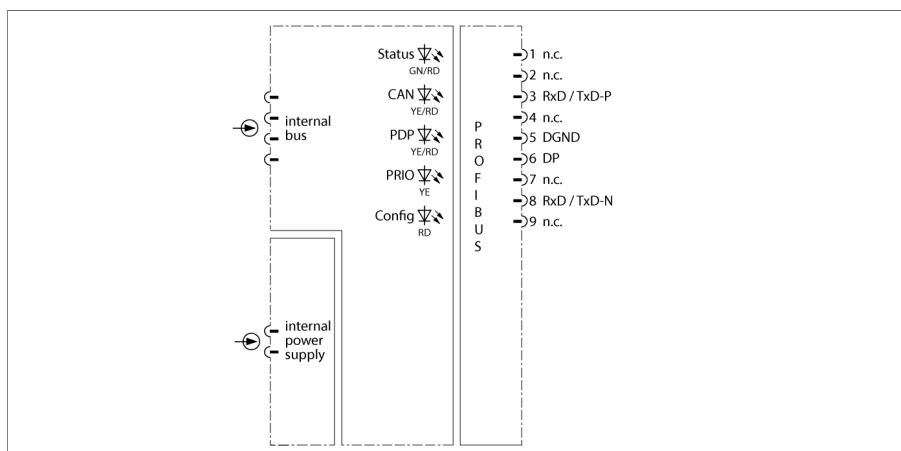 Status
GN/RD
CAN
YE/RD
PDP
YE/RD
PRIO
YE
Config
RD
internal
bus
internal
power
supply
PROFIBUS
1 n.c.
2 n.c.
3 RxD / TxD-P
4 n.c.
5 DGND
6 DP
7 n.c.
8 RxD / TxD-N
9 n.c.